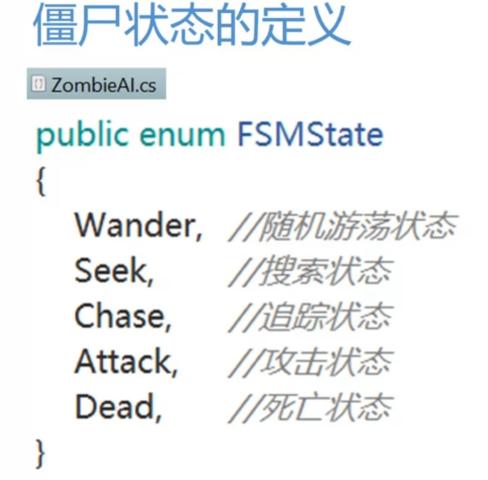 僵尸状态的定义
ZombieAI.cs
public enum FSMState
{
Wander, //随机游荡状态
Seek, //搜索状态
Chase, //追踪状态
Attack, //攻击状态
Dead, //死亡状态
}